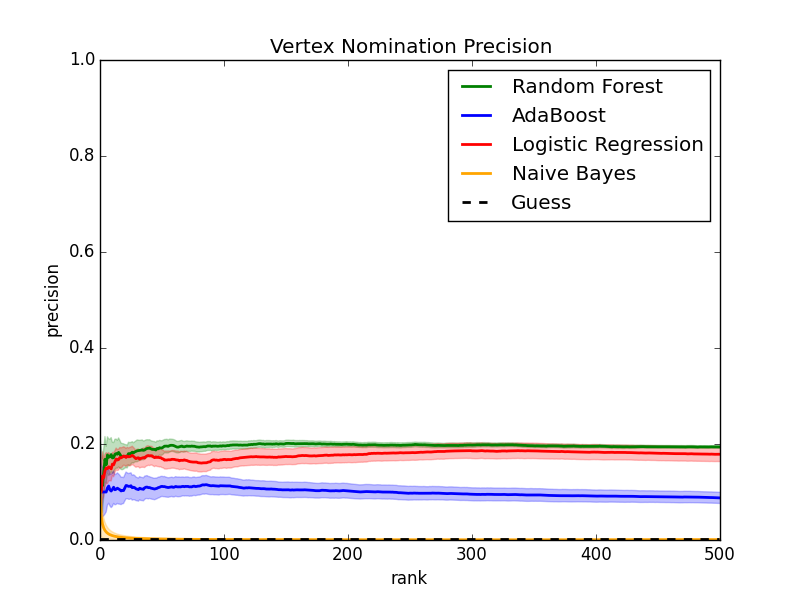 Vertex Nomination Precision
1.0
0.8
0.6
0.4
0.2
0.0
precision
Random Forest
AdaBoost
Logistic Regression
Naive Bayes
Guess
0 100 200 300 400 500
rank